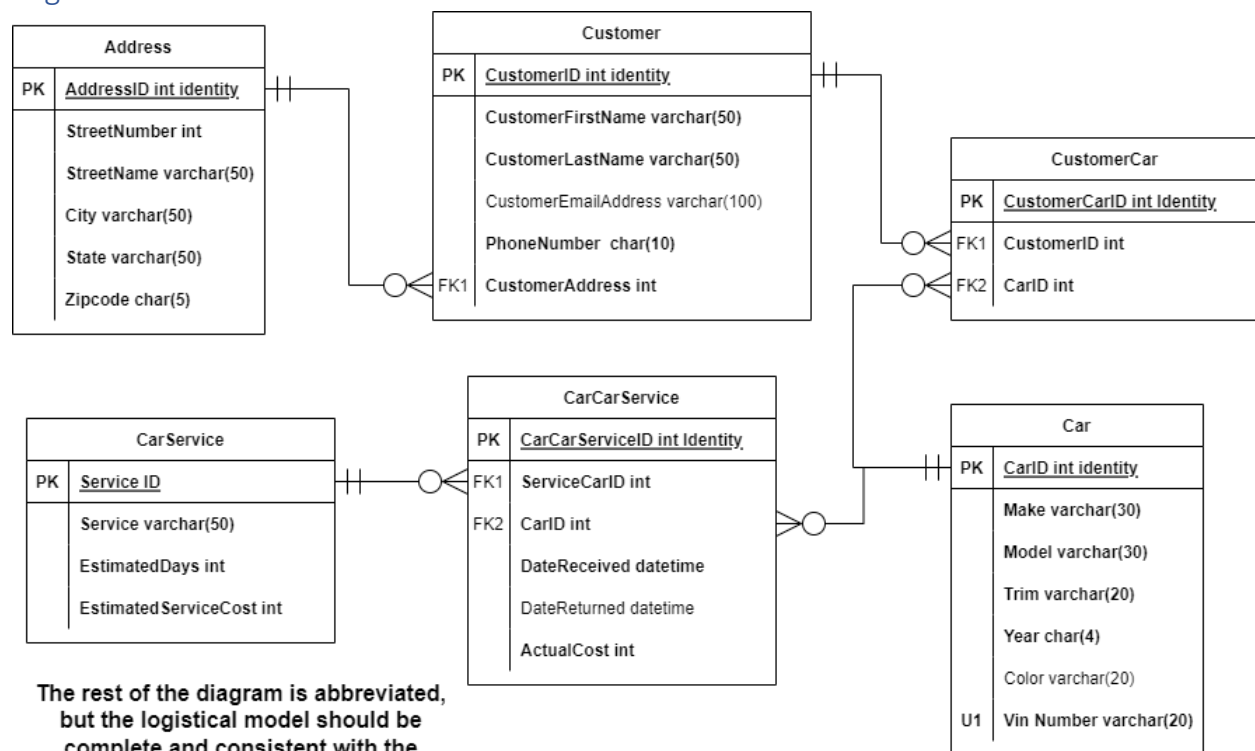 Address
PK AddressID int identity
StreetNumber int
StreetName varchar(50)
City varchar(50)
State varchar(50)
Zipcode char(5)
Customer
PK CustomerID int identity
CustomerFirstName varchar(50)
CustomerLastName varchar(50)
CustomerEmailAddress varchar(100)
PhoneNumber char(10)
FK1 CustomerAddress int
CustomerCar
PK CustomerCarID int Identity
FK1 CustomerID int
FK2 CarID int
CarService
PK Service ID
Service varchar(50)
EstimatedDays int
EstimatedServiceCost int
CarCarService
PK CarCarServiceID int Identity
FK1 ServiceCarID int
FK2 CarID int
DateReceived datetime
DateReturned datetime
ActualCost int
Car
PK CarID int identity
Make varchar(30)
Model varchar(30)
Trim varchar(20)
Year char(4)
Color varchar(20)
U1 Vin Number varchar(20)
The rest of the diagram is abbreviated,
but the logistical model should be
complete and consistent with the